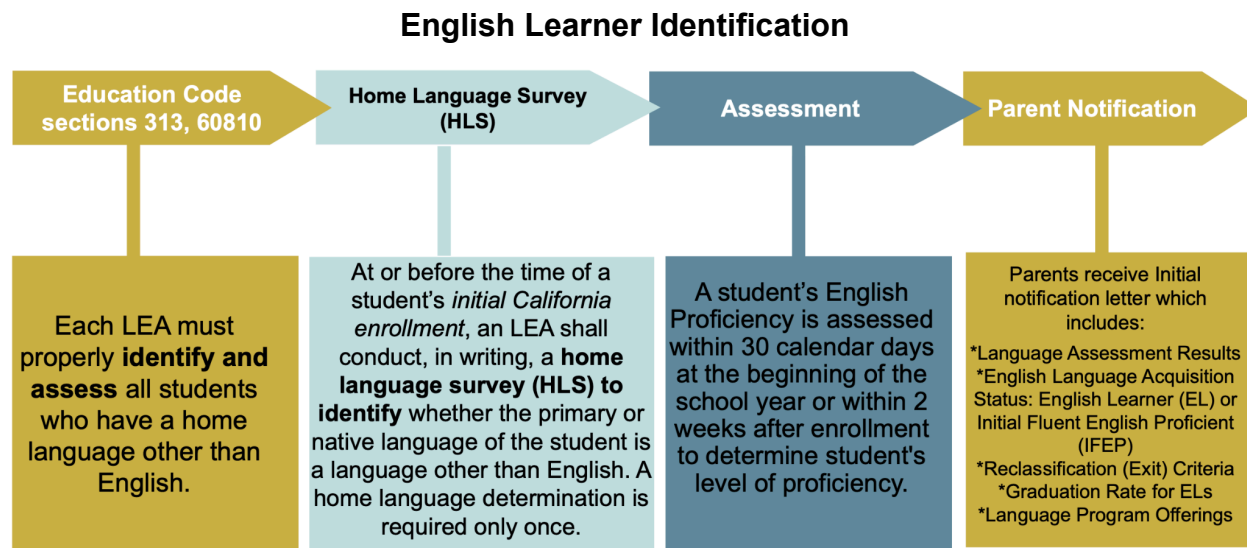 English Learner Identification
Education Code
sections 313, 60810
Home Language Survey
(HLS)
Assessment
Parent Notification
Each LEA must
properly identify and
assess all students
who have a home
language other than
English.
At or before the time of a
student's initial California
enrollment, an LEA shall
conduct, in writing, a home
language survey (HLS) to
identify whether the primary or
native language of the student is
a language other than English. A
home language determination is
required only once.
A student's English
Proficiency is assessed
within 30 calendar days
at the beginning of the
school year or within 2
weeks after enrollment
to determine student's
level of proficiency.
Parents receive Initial
notification letter which
includes:
*Language Assessment Results
*English Language Acquisition
Status: English Learner (EL) or
Initial Fluent English Proficient
(IFEP)
*Reclassification (Exit) Criteria
*Graduation Rate for ELs
*Language Program Offerings